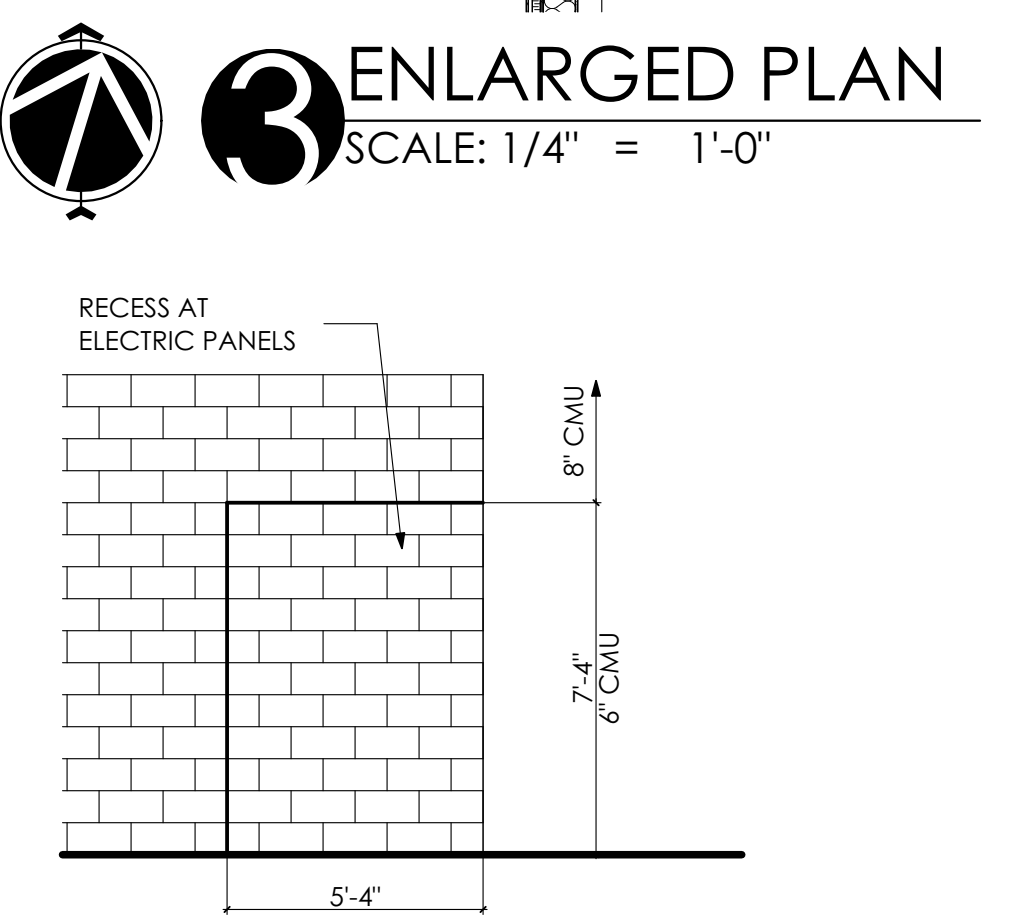 3
ENLARGED PLAN
SCALE: 1/4" = 1'-0"
RECESS AT
ELECTRIC PANELS
8" CMU
7'-4"
6" CMU
5'-4"